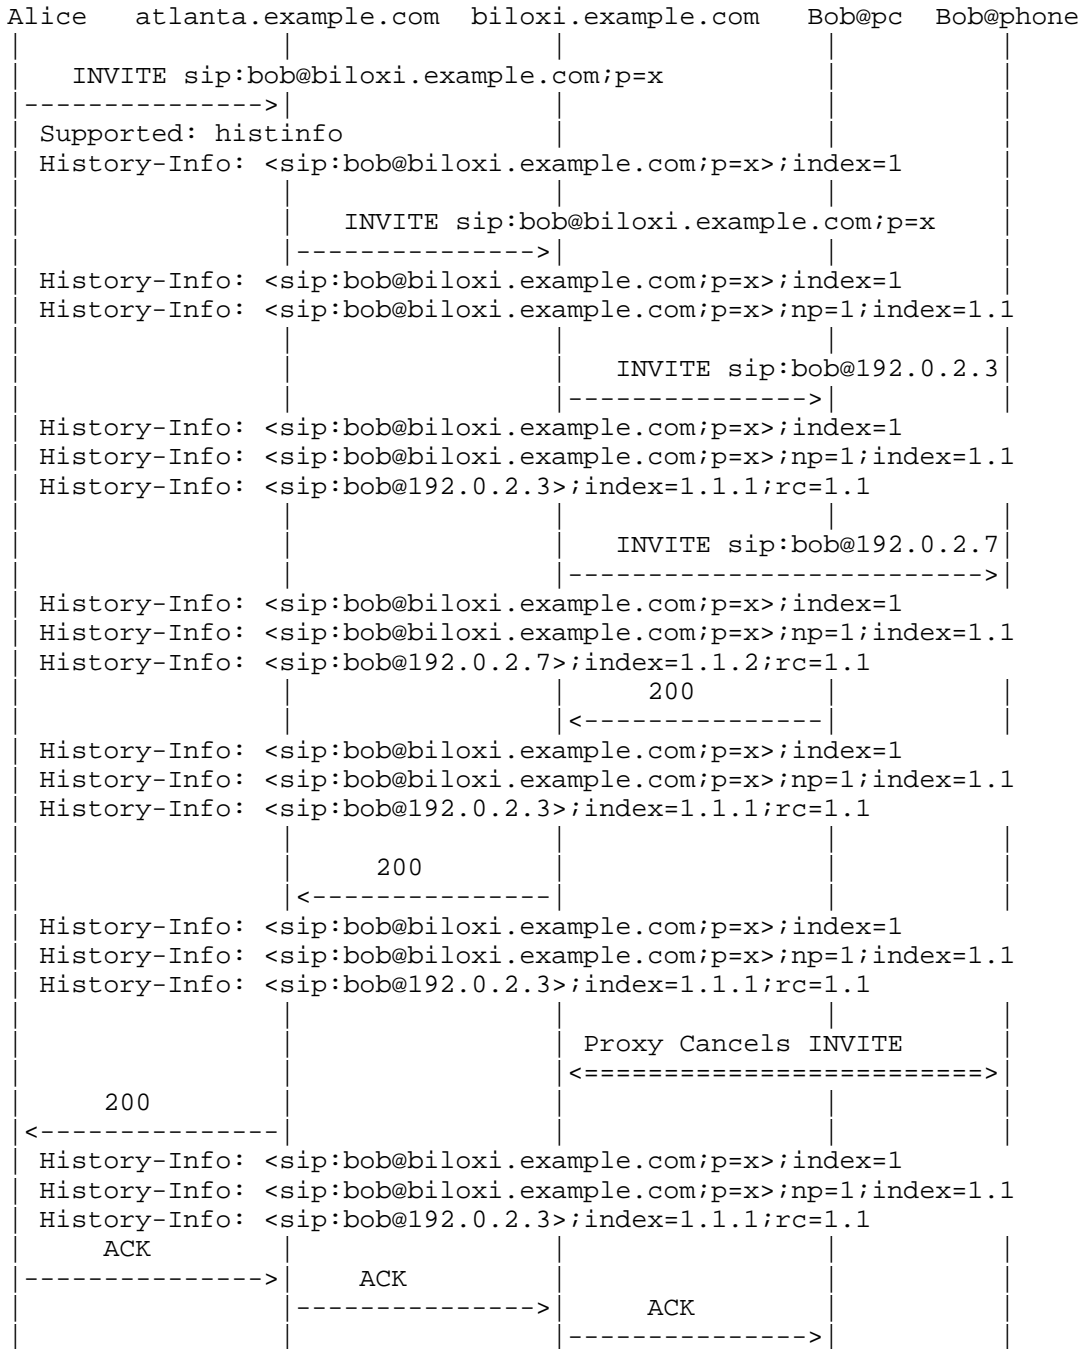 Alice   atlanta.example.com  biloxi.example.com   Bob@pc  Bob@phone
|                |                |                |          |
|   INVITE sip:bob@biloxi.example.com;p=x          |          |
|--------------->|                |                |          |
| Supported: histinfo             |                |          |
| History-Info: <sip:bob@biloxi.example.com;p=x>;index=1      |
|                |                |                |          |
|                |   INVITE sip:bob@biloxi.example.com;p=x    |
|                |--------------->|                |          |
| History-Info: <sip:bob@biloxi.example.com;p=x>;index=1      |
| History-Info: <sip:bob@biloxi.example.com;p=x>;np=1;index=1.1
|                |                |                |          |
|                |                |   INVITE sip:bob@192.0.2.3|
|                |                |--------------->|          |
| History-Info: <sip:bob@biloxi.example.com;p=x>;index=1
| History-Info: <sip:bob@biloxi.example.com;p=x>;np=1;index=1.1
| History-Info: <sip:bob@192.0.2.3>;index=1.1.1;rc=1.1
|                |                |                |          |
|                |                |   INVITE sip:bob@192.0.2.7|
|                |                |-------------------------->|
| History-Info: <sip:bob@biloxi.example.com;p=x>;index=1
| History-Info: <sip:bob@biloxi.example.com;p=x>;np=1;index=1.1
| History-Info: <sip:bob@192.0.2.7>;index=1.1.2;rc=1.1
|                |                |     200        |          |
|                |                |<---------------|          |
| History-Info: <sip:bob@biloxi.example.com;p=x>;index=1
| History-Info: <sip:bob@biloxi.example.com;p=x>;np=1;index=1.1
| History-Info: <sip:bob@192.0.2.3>;index=1.1.1;rc=1.1
|                |                |                |          |
|                |     200        |                |          |
|                |<---------------|                |          |
| History-Info: <sip:bob@biloxi.example.com;p=x>;index=1
| History-Info: <sip:bob@biloxi.example.com;p=x>;np=1;index=1.1
| History-Info: <sip:bob@192.0.2.3>;index=1.1.1;rc=1.1
|                |                |                |          |
|                |                | Proxy Cancels INVITE      |
|                |                |<=========================>|
|     200        |                |                |          |
|<---------------|                |                |          |
| History-Info: <sip:bob@biloxi.example.com;p=x>;index=1
| History-Info: <sip:bob@biloxi.example.com;p=x>;np=1;index=1.1
| History-Info: <sip:bob@192.0.2.3>;index=1.1.1;rc=1.1
|     ACK        |                |                |          |
|--------------->|    ACK         |                |          |
|                |--------------->|     ACK        |          |
|                |                |--------------->|          |